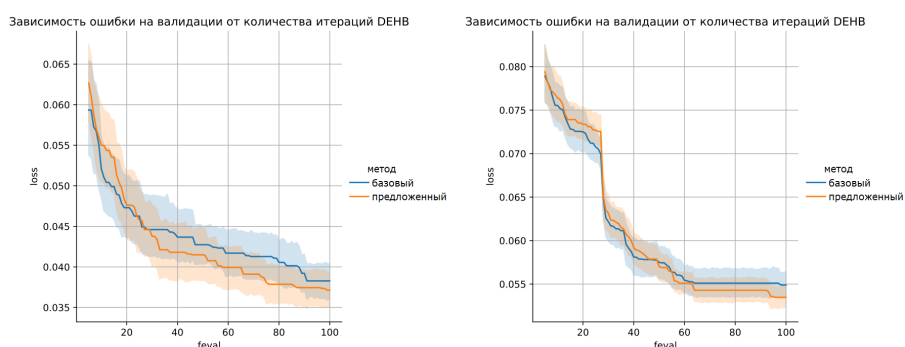 Зависимость ошибки на валидации от количества итераций DEHB
0.065
0.060
0.055
0.050
0.045
0.040
0.035
loss
20
40
60
80
100
feval
метод
базовый
предложенный
Зависимость ошибки на валидации от количества итераций DEHB
0.080
0.075
0.070
0.065
0.060
0.055
loss
20
40
60
80
100
feval
метод
базовый
предложенный